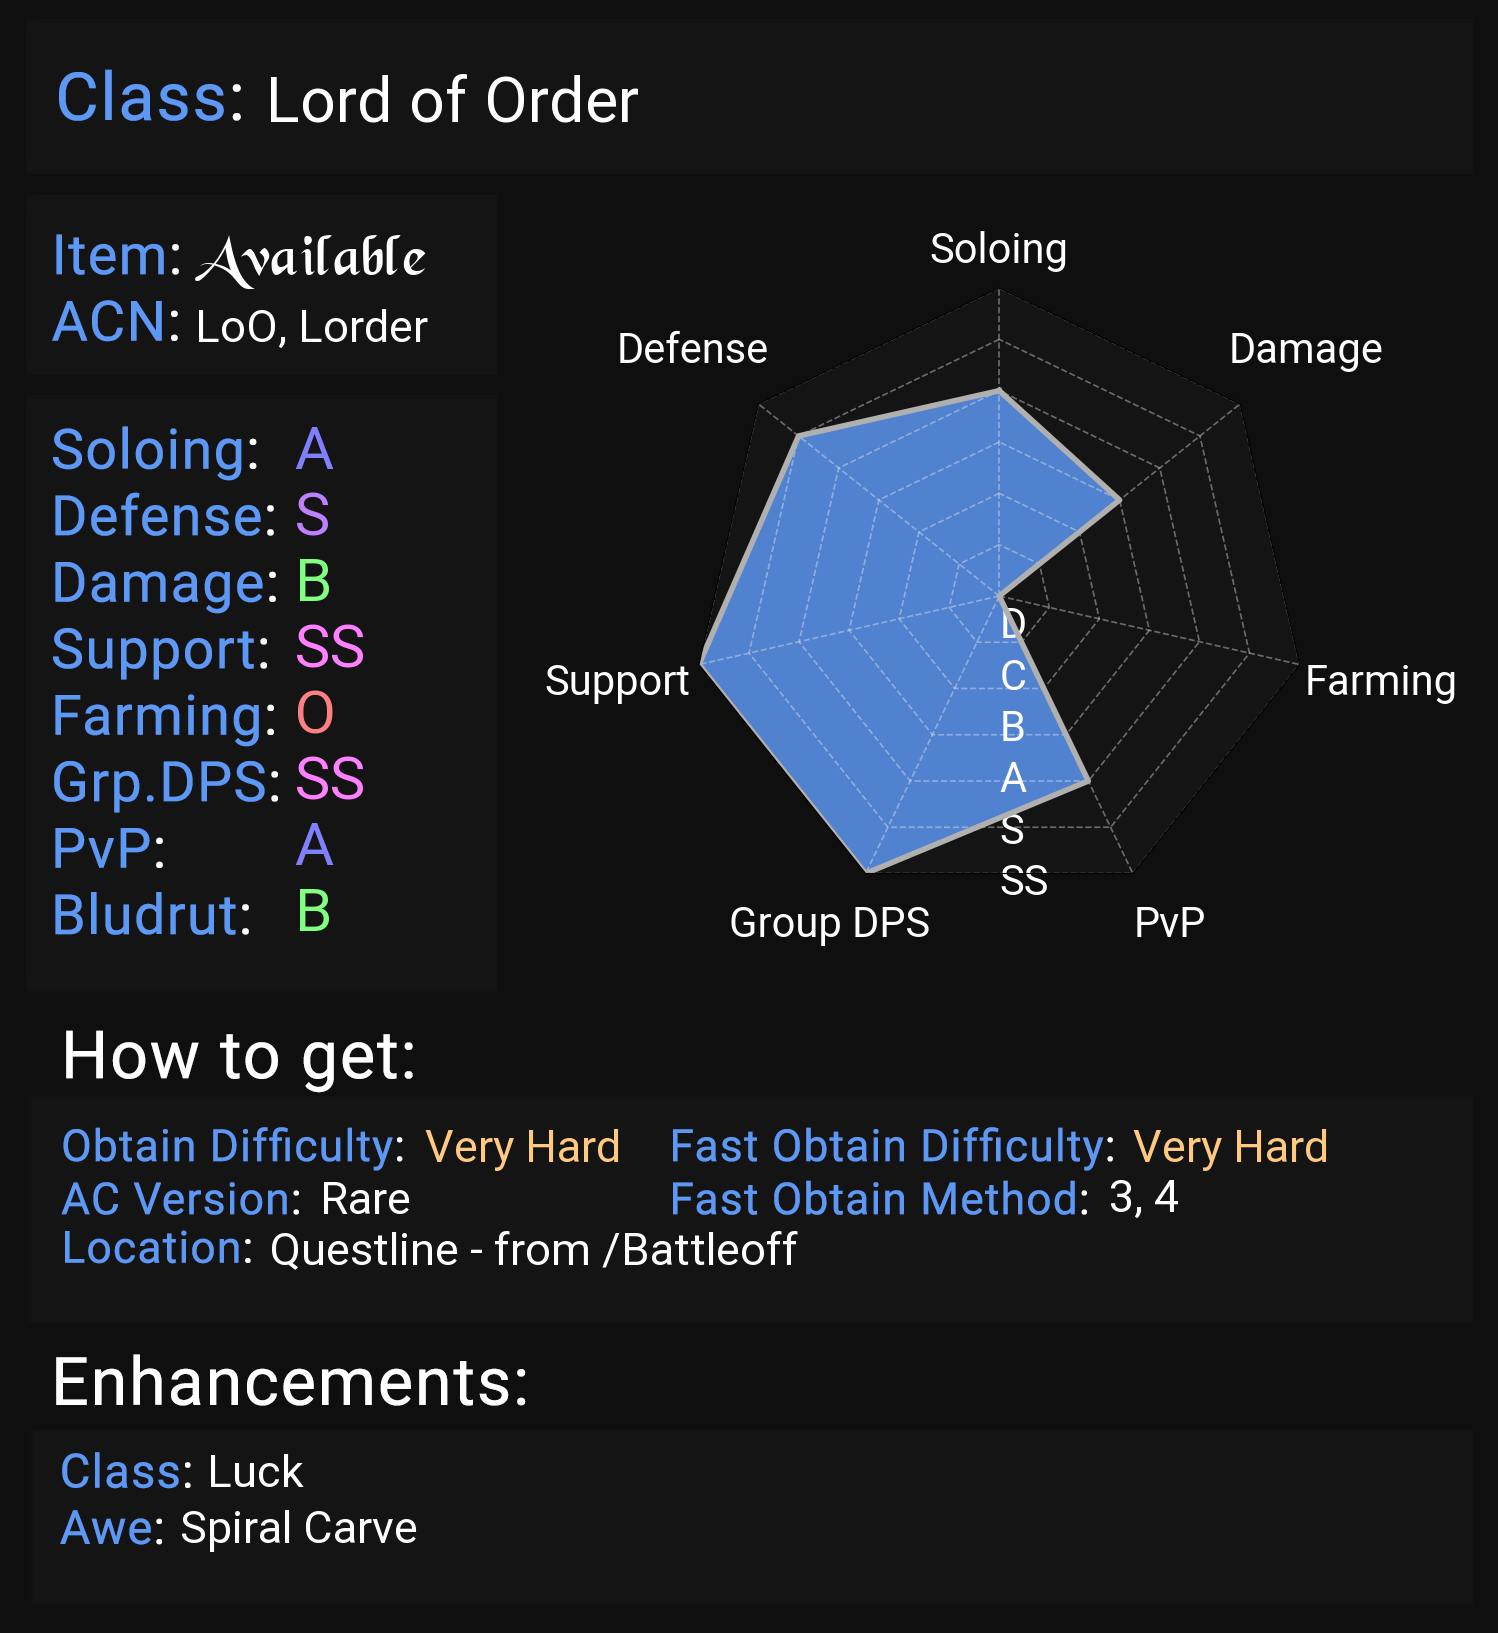 Class: Lord of Order
Item: Available
ACN: LoO, Lorder
Soloing: A
Defense: S
Damage: B
Support: SS
Farming: O
Grp.DPS: SS
PvP: A
Bludrut: B
Soloing
Defense
Damage
Support
Farming
D
C
B
A
S
SS
Group DPS
PvP
How to get:
Obtain Difficulty: Very Hard
Fast Obtain Difficulty: Very Hard
AC Version: Rare
Fast Obtain Method: 3, 4
Location: Questline - from /Battleoff
Enhancements:
Class: Luck
Awe: Spiral Carve